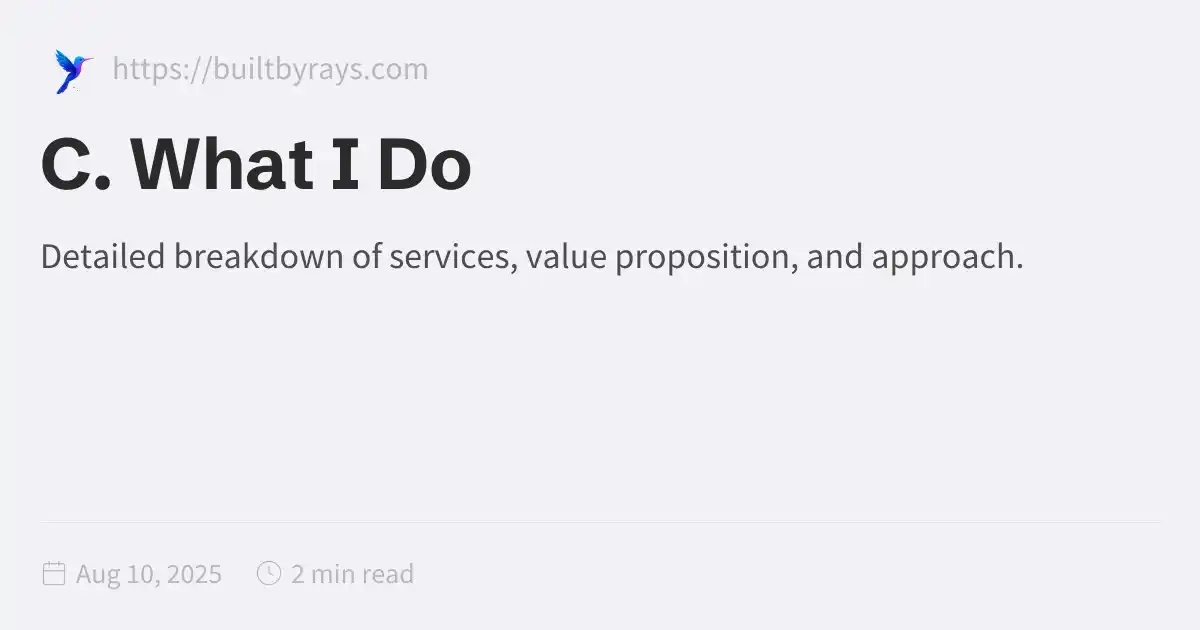 https://builtbyrays.com
C. What I Do
Detailed breakdown of services, value proposition, and approach.
Aug 10, 2025 2 min read